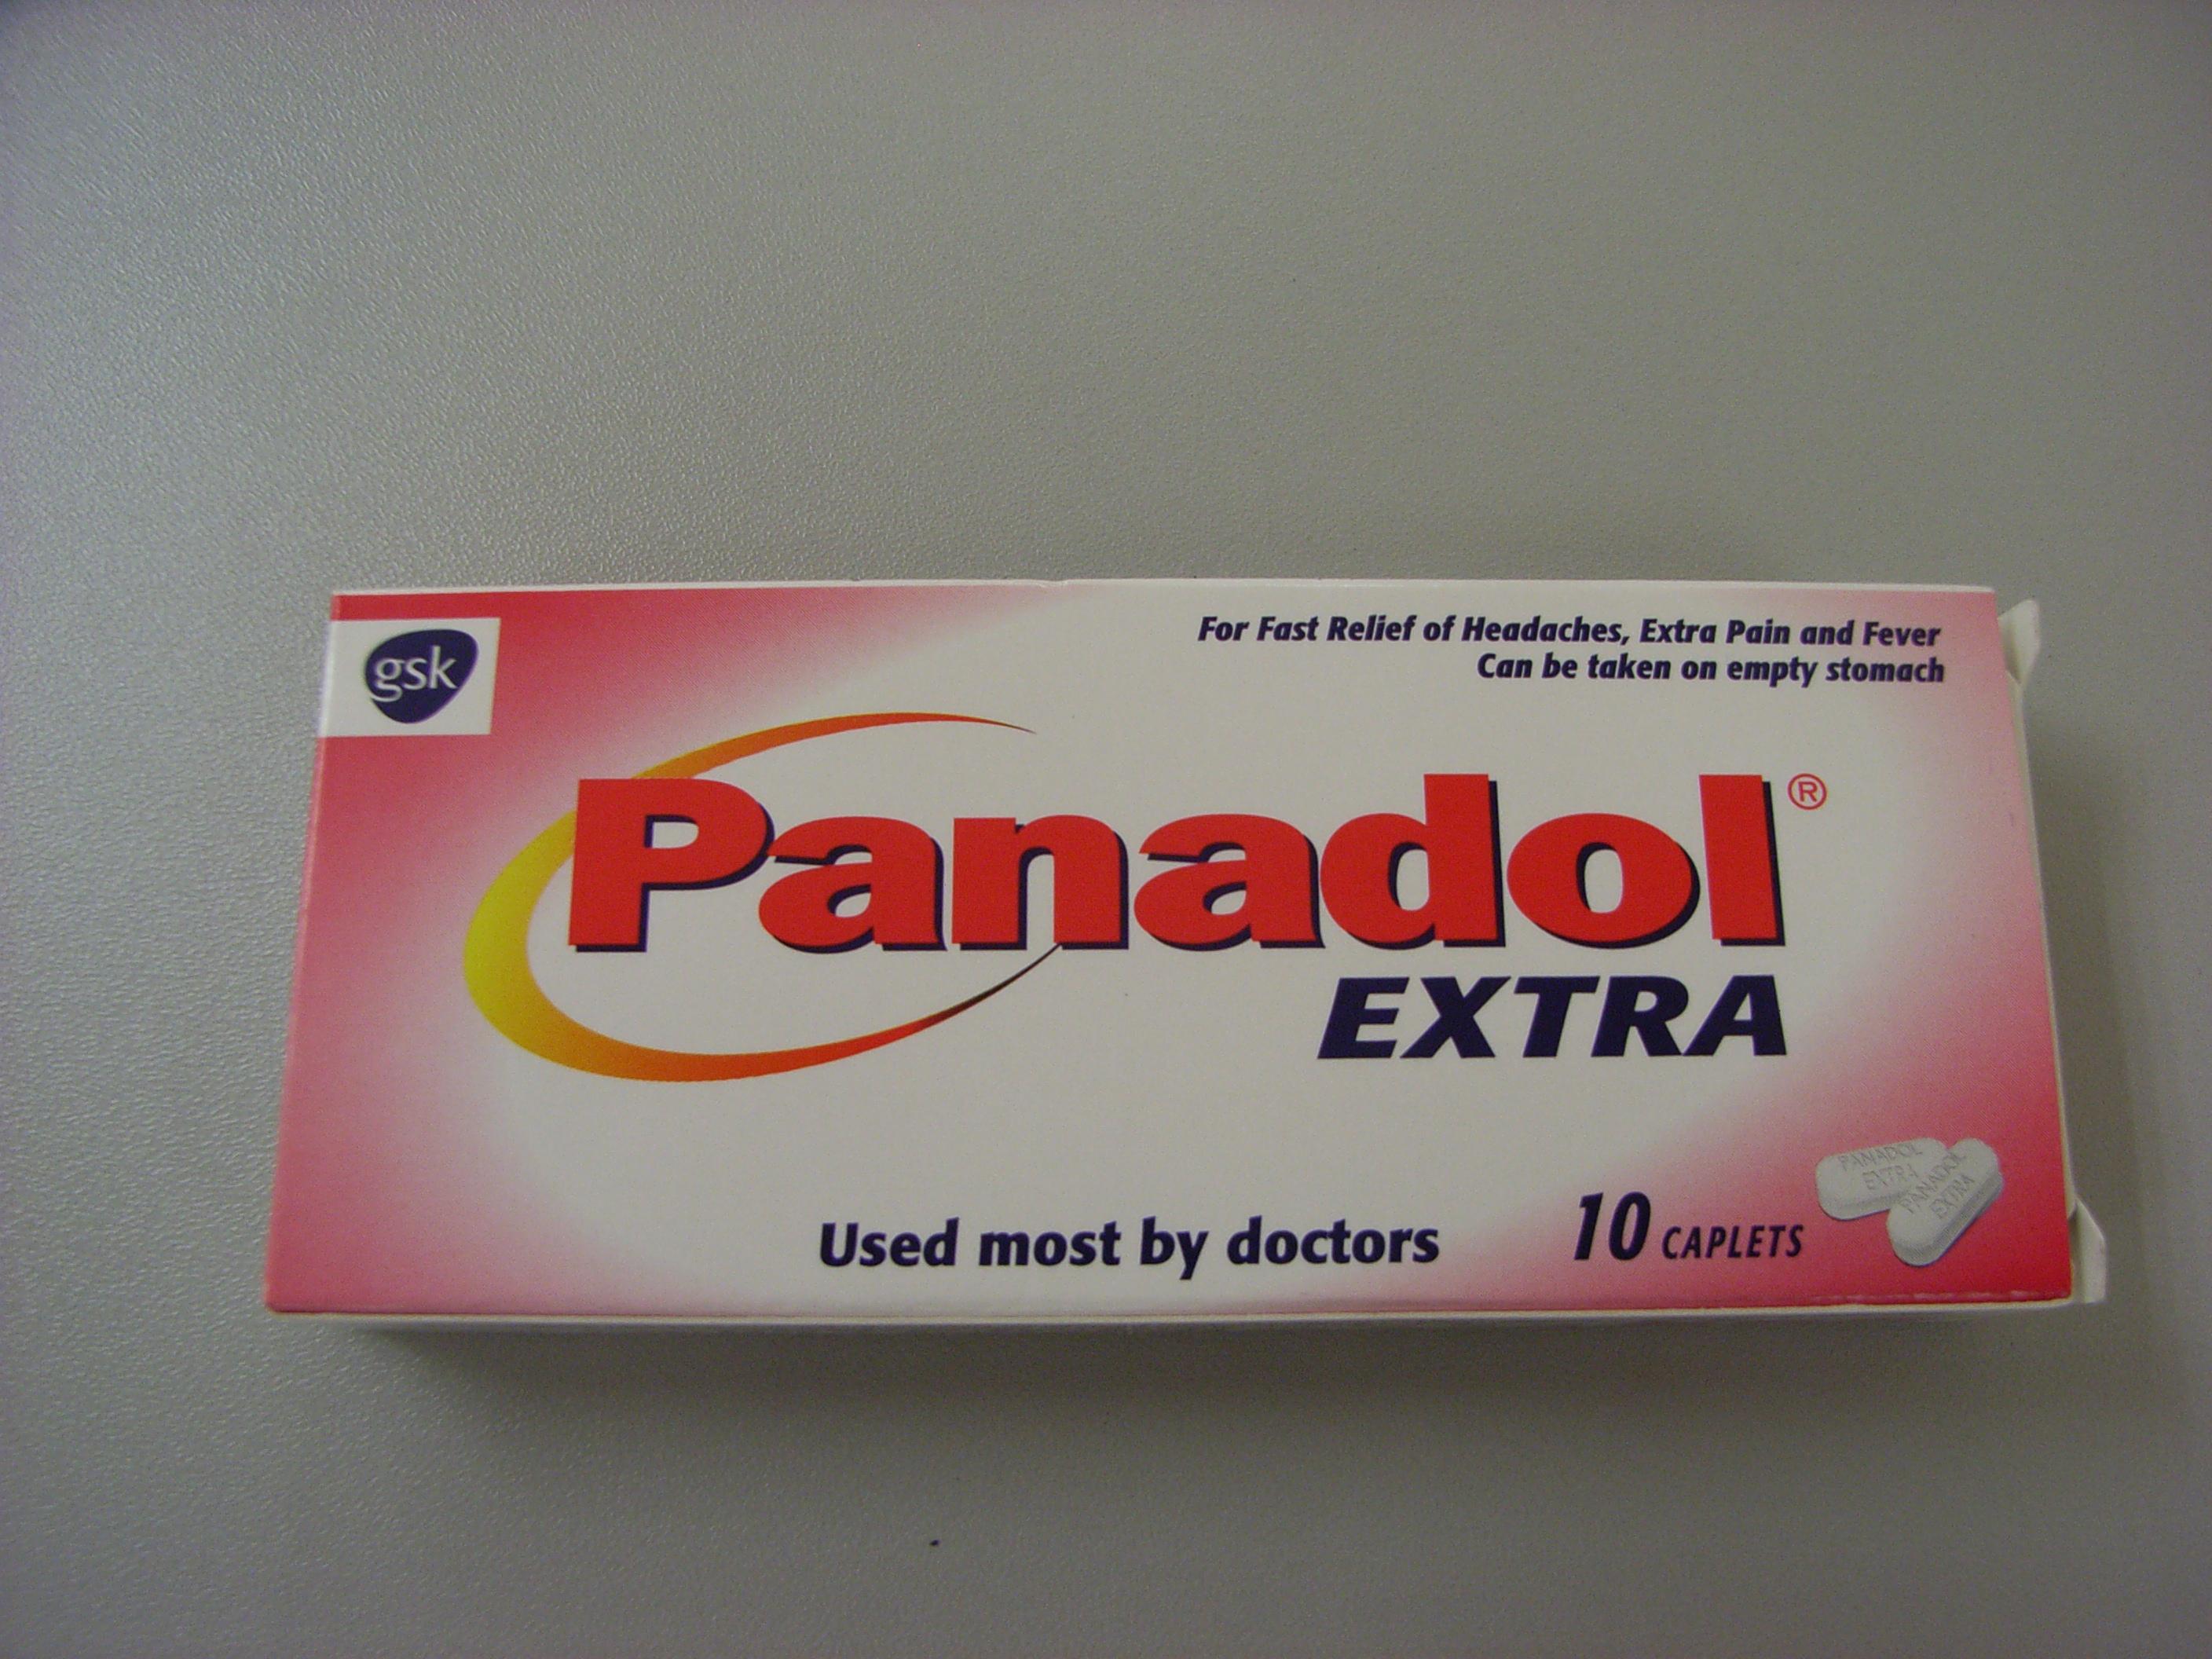 gsk
For Fast Relief of Headaches, Extra Pain and Fever
Can be taken on empty stomach
Panadol®
EXTRA
Used most by doctors
10 CAPLETS
PANADOL
EXTRA
PANADOL
EXTRA